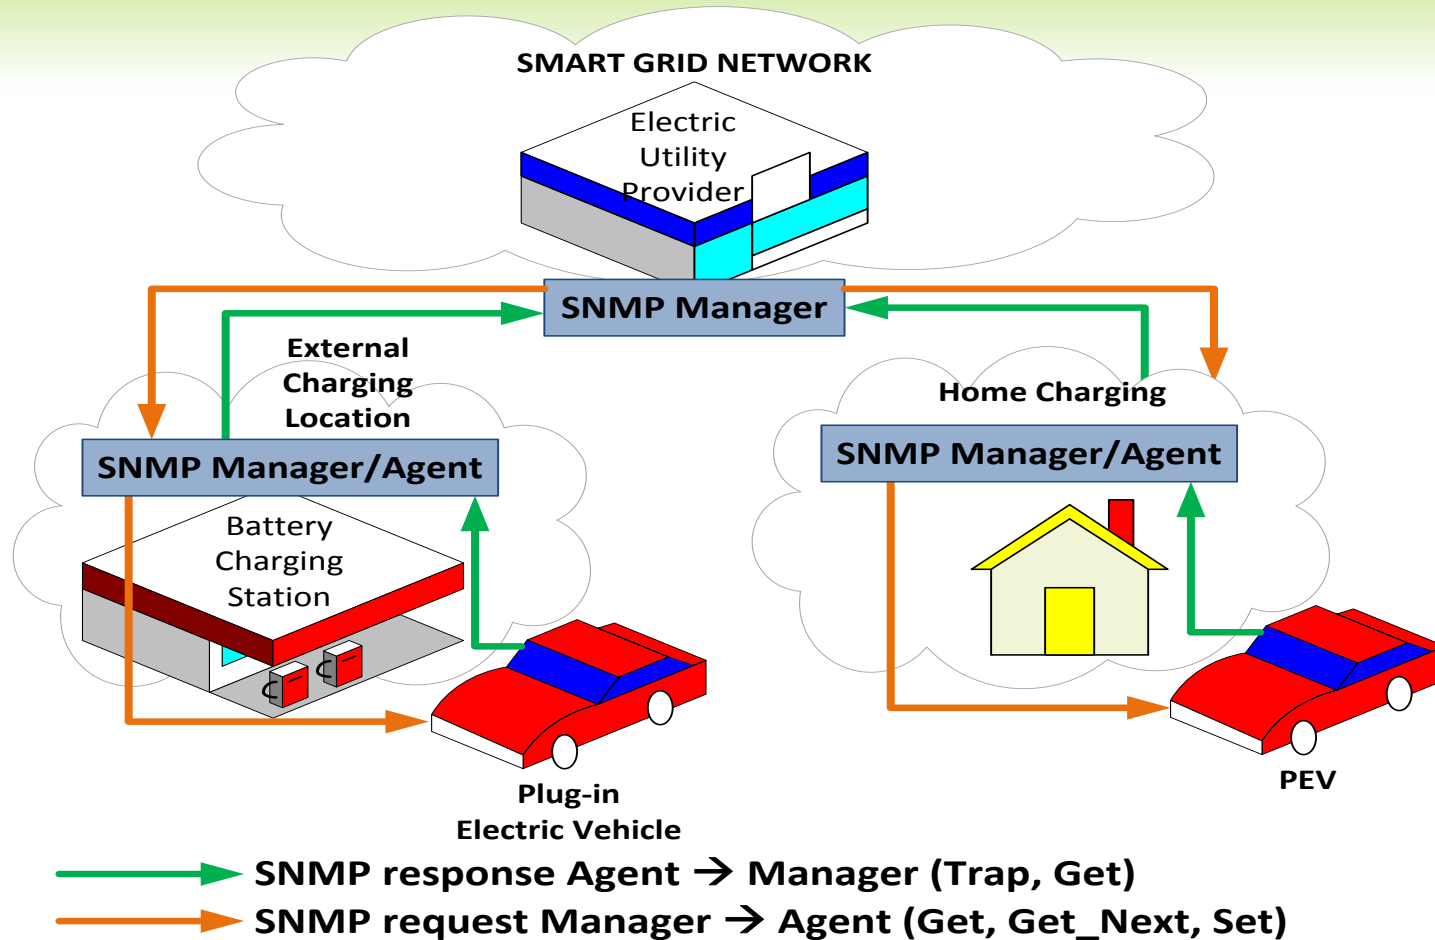 SMART GRID NETWORK
Electric
Utility
Provider
SNMP Manager
External
Charging
Location
Home Charging
SNMP Manager/Agent
SNMP Manager/Agent
Battery
Charging
Station
PEV
Plug-in
Electric Vehicle
SNMP response Agent → Manager (Trap, Get)
SNMP request Manager → Agent (Get, Get_Next, Set)